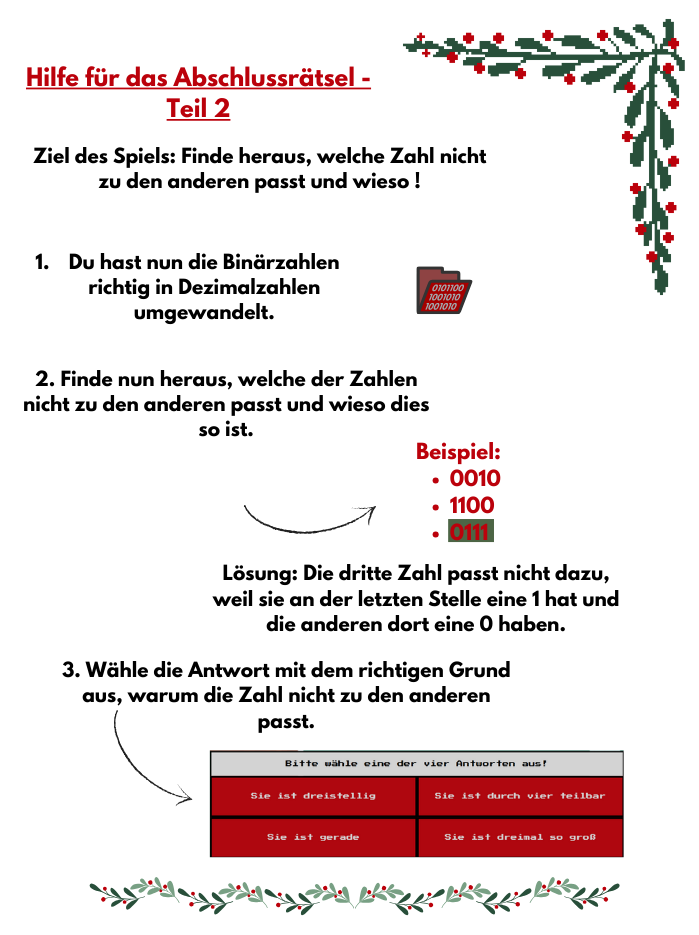 Hilfe für das Abschlussrätsel -
Teil 2
Ziel des Spiels: Finde heraus, welche Zahl nicht
zu den anderen passt und wieso !
1. Du hast nun die Binärzahlen
richtig in Dezimalzahlen
umgewandelt.
0101100
1001010
1001010
2. Finde nun heraus, welche der Zahlen
nicht zu den anderen passt und wieso dies
so ist.
Beispiel:
• 0010
• 1100
• 0111
Lösung: Die dritte Zahl passt nicht dazu,
weil sie an der letzten Stelle eine 1 hat und
die anderen dort eine 0 haben.
3. Wähle die Antwort mit dem richtigen Grund
aus, warum die Zahl nicht zu den anderen
passt.
Bitte wähle eine der vier Antworten aus!
Sie ist dreistellig
Sie ist durch vier teilbar
Sie ist gerade
Sie ist dreimal so groß